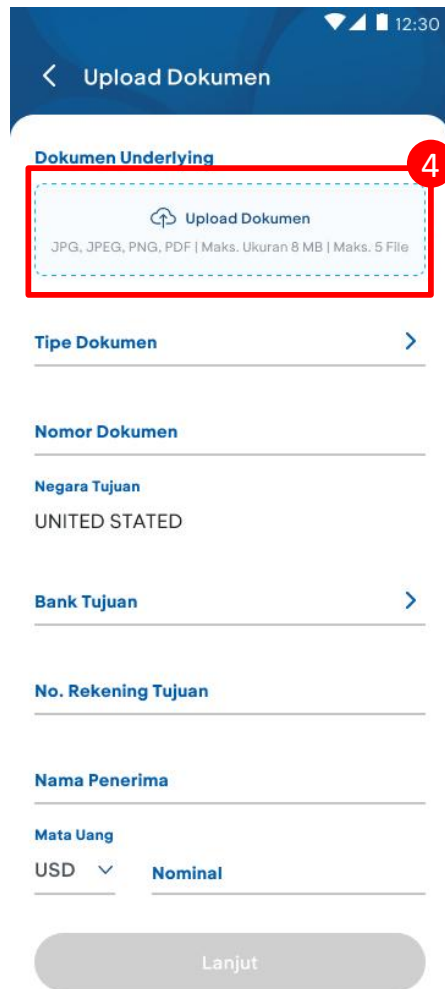 12:30
Upload Dokumen
Dokumen Underlying
4
Upload Dokumen
JPG, JPEG, PNG, PDF | Maks. Ukuran 8 MB | Maks. 5 FIle
Tipe Dokumen
Nomor Dokumen
Negara Tujuan
UNITED STATED
Bank Tujuan
No. Rekening Tujuan
Nama Penerima
Mata Uang
USD Nominal
Lanjut